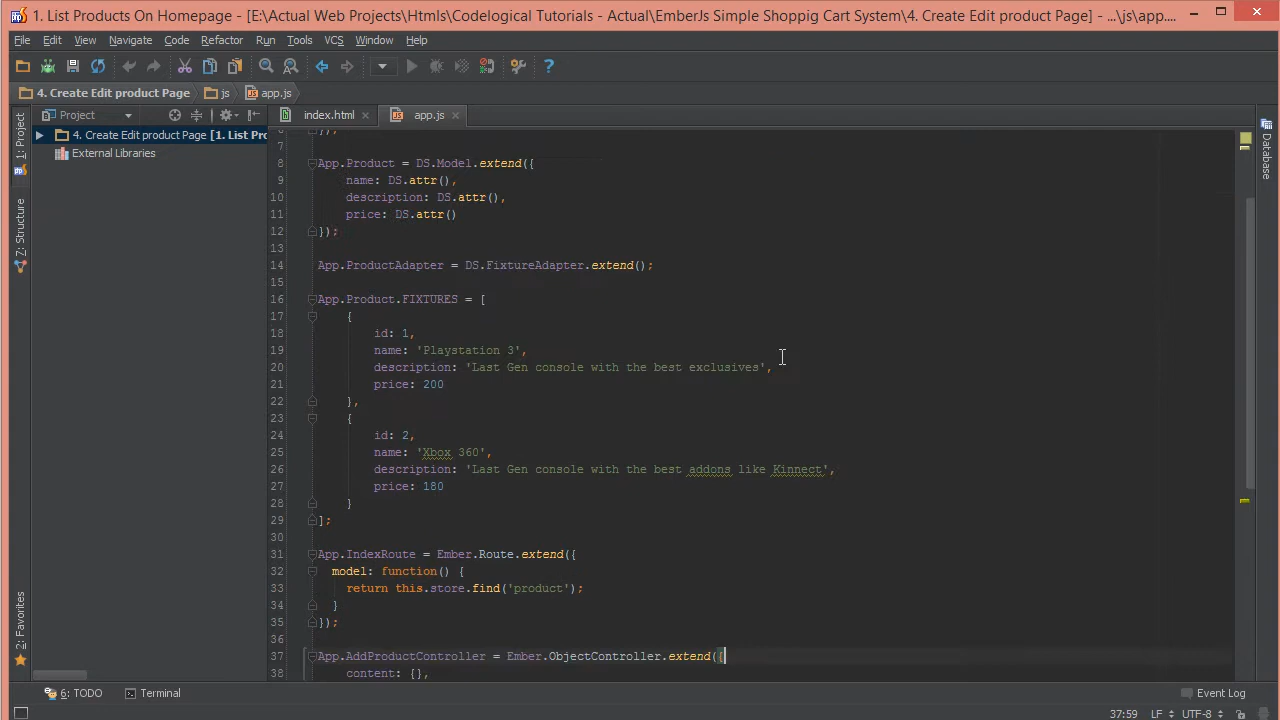 1. List Products On Homepage - [E:\Actual Web Projects\Htmls\Codelogical Tutorials - Actual\EmberJs Simple Shoppig Cart System\4. Create Edit product Page] - ...\js\app....
File Edit View Navigate Code Refactor Run Tools VCS Window Help
4. Create Edit product Page js app.js
Project index.html app.js
4. Create Edit product Page [1. List Pro
External Libraries
1: Project
Z: Structure
2: Favorites
Database
6 });
7
8 App.Product = DS.Model.extend({
9 name: DS.attr(),
10 description: DS.attr(),
11 price: DS.attr()
12 });
13
14 App.ProductAdapter = DS.FixtureAdapter.extend();
15
16 App.Product.FIXTURES = [
17 {
18 id: 1,
19 name: 'Playstation 3',
20 description: 'Last Gen console with the best exclusives',
21 price: 200
22 },
23 {
24 id: 2,
25 name: 'Xbox 360',
26 description: 'Last Gen console with the best addons like Kinnect',
27 price: 180
28 }
29 ];
30
31 App.IndexRoute = Ember.Route.extend({
32 model: function() {
33 return this.store.find('product');
34 }
35 });
36
37 App.AddProductController = Ember.ObjectController.extend({
38 content: {},
6: TODO Terminal Event Log
37:59 LF UTF-8